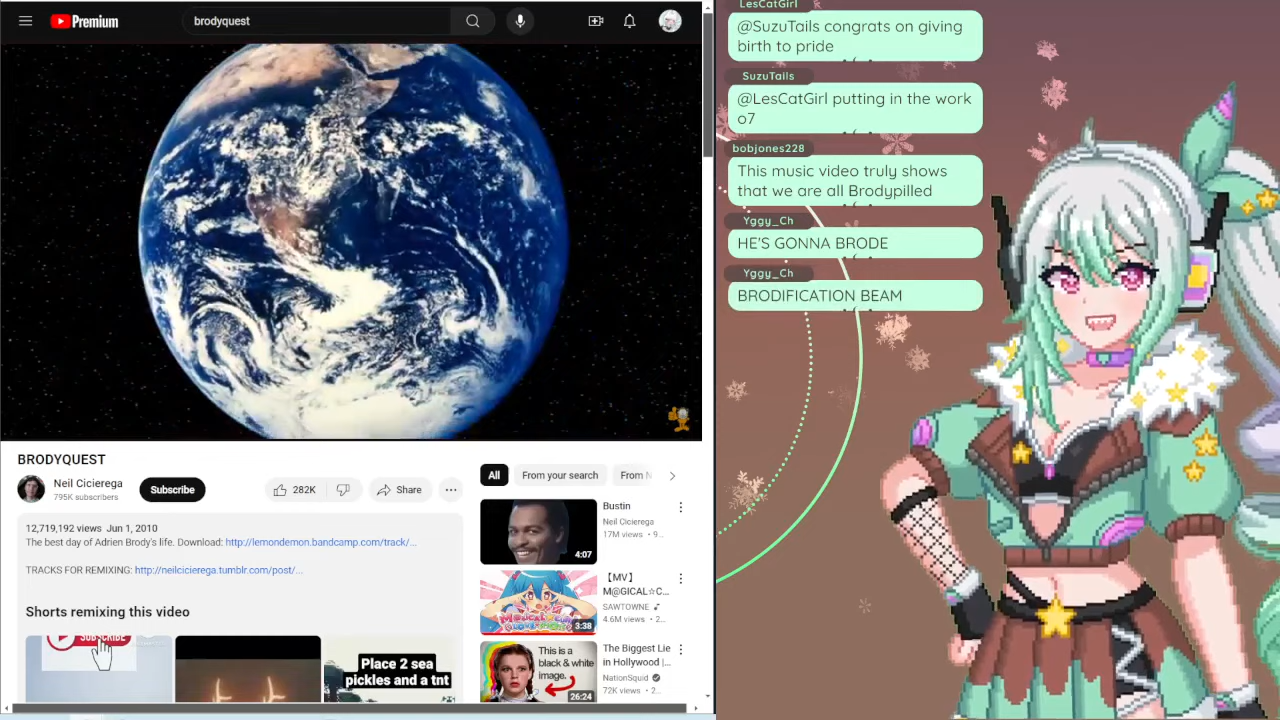 Premium
brodyquest
BRODYQUEST
Neil Cicierega
795K subscribers
Subscribe
282K
Share
12,719,192 views Jun 1, 2010
The best day of Adrien Brody's life. Download: http://lemondemon.bandcamp.com/track/...
TRACKS FOR REMIXING: http://neilcicierega.tumblr.com/post/...
Shorts remixing this video
SUBSCRIBE
Place 2 sea
pickles and a tnt
All
From your search
From N
Bustin
Neil Cicierega
17M views • 9...
4:07
【MV】
M@GICAL☆C...
SAWTOWNE
4.6M views • 2...
3:38
The Biggest Lie
in Hollywood |...
NationSquid
72K views • 2...
This is a
black & white
image.
26:24
LesCatGirl
@SuzuTails congrats on giving
birth to pride
SuzuTails
@LesCatGirl putting in the work
o7
bobjones228
This music video truly shows
that we are all Brodypilled
Yggy_Ch
HE'S GONNA BRODE
Yggy_Ch
BRODIFICATION BEAM